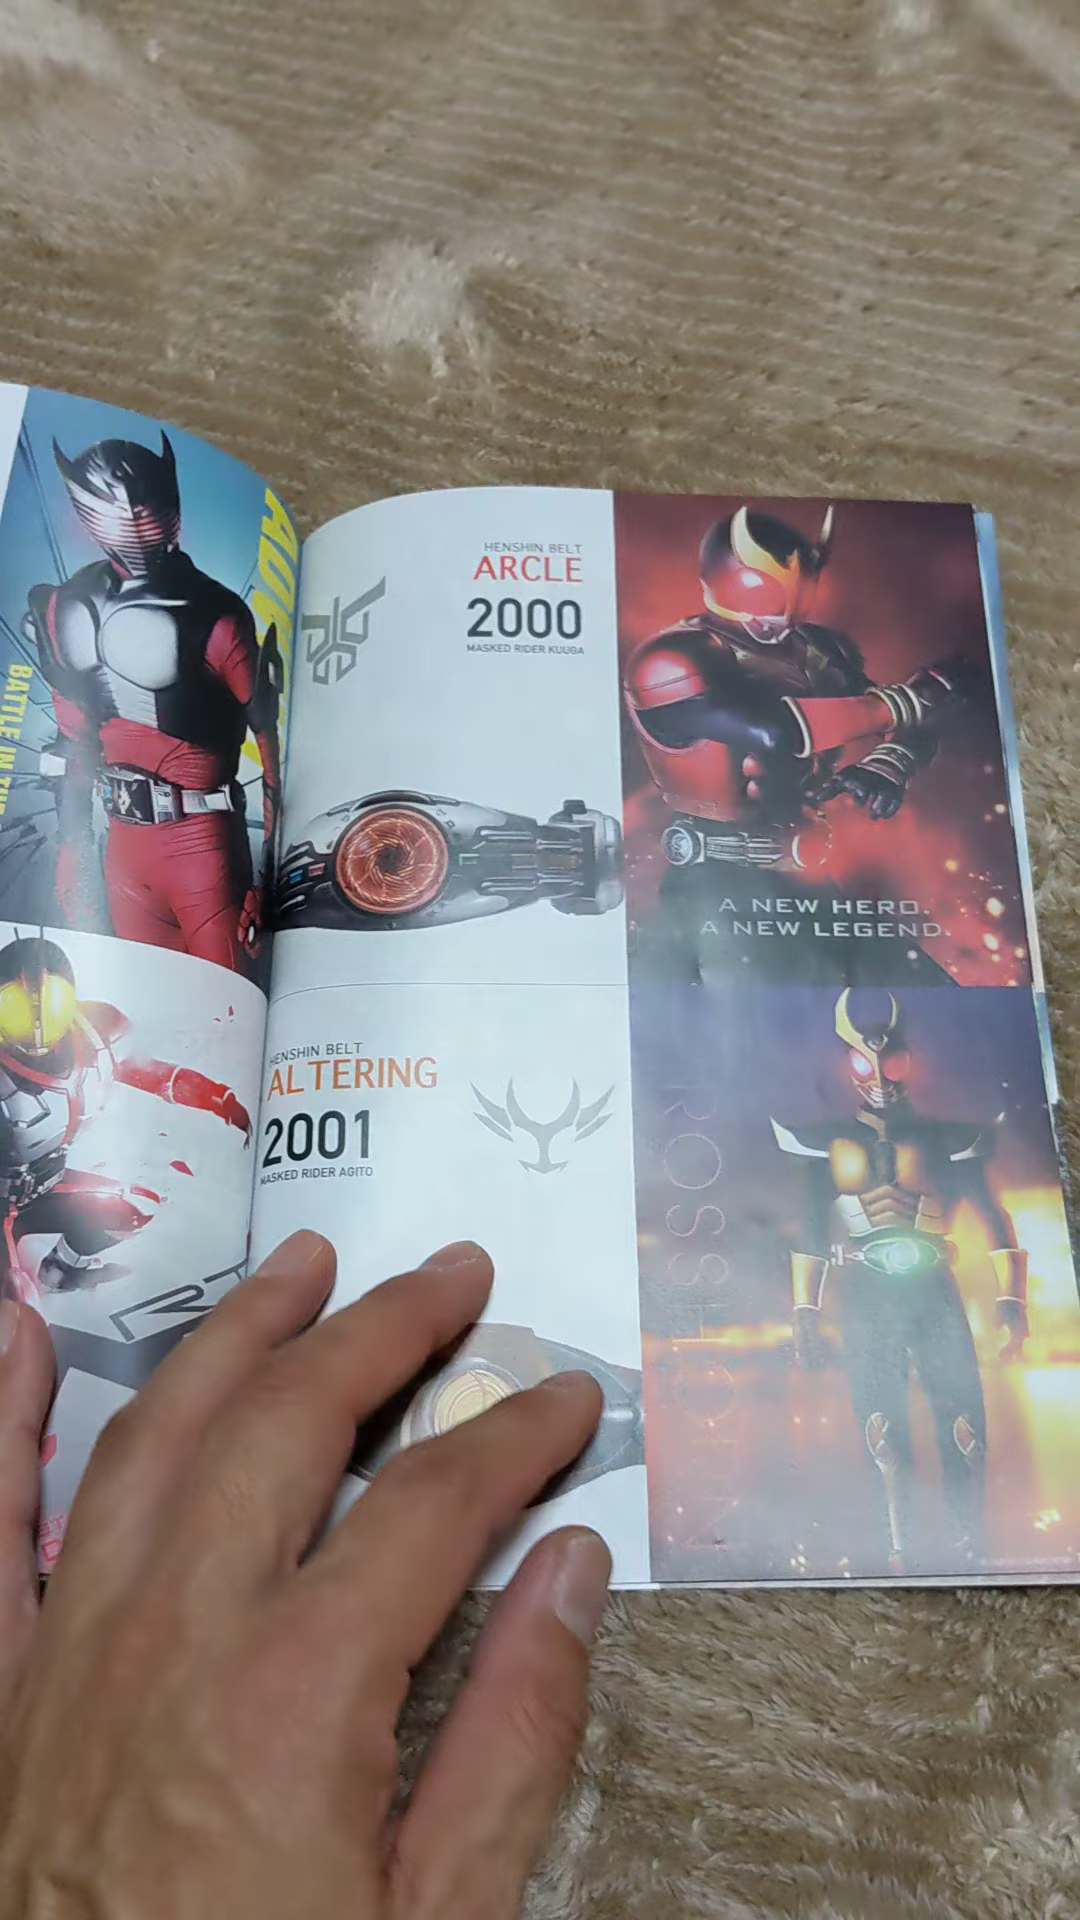 BATTLE IN THE
HENSHIN BELT
ARCLE
2000
MASKED RIDER KUUGA
A NEW HERO.
A NEW LEGEND.
HENSHIN BELT
ALTERING
2001
MASKED RIDER AGITO